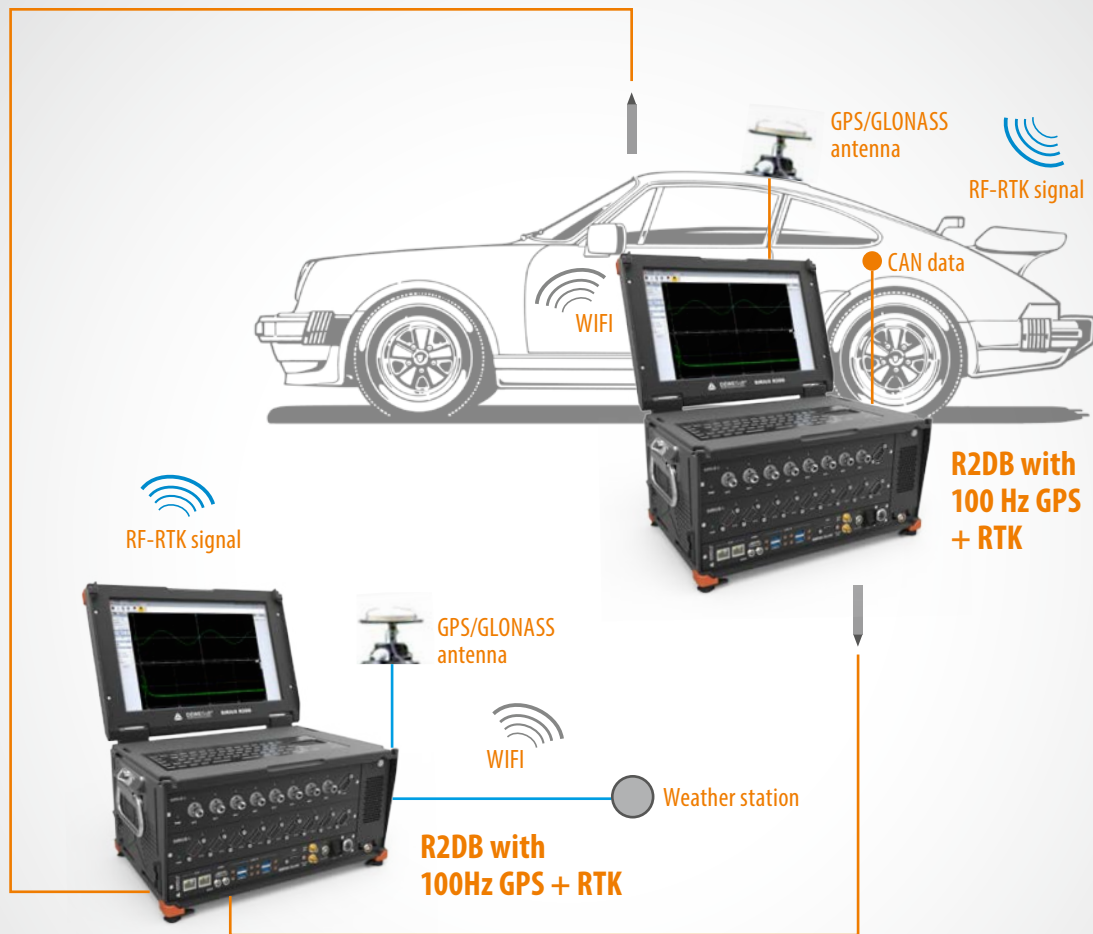 GPS/GLONASS
antenna
RF-RTK signal
CAN data
WIFI
R2DB with
100 Hz GPS
+ RTK
RF-RTK signal
GPS/GLONASS
antenna
WIFI
Weather station
R2DB with
100Hz GPS + RTK